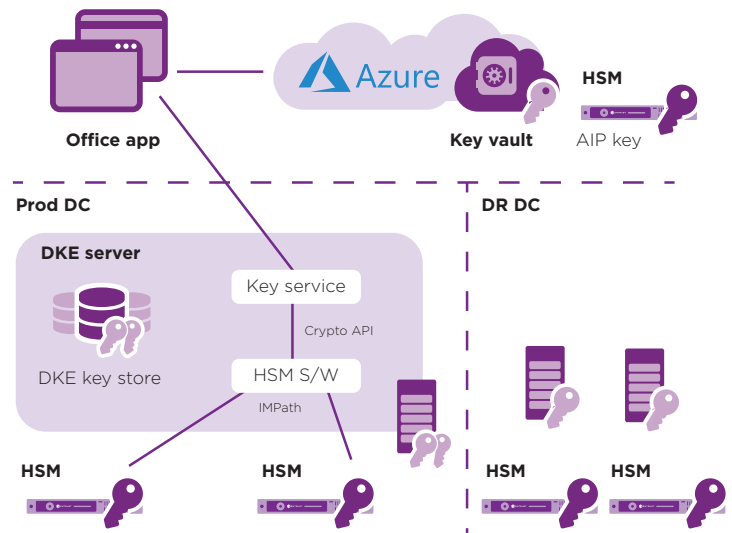 Azure
HSM
Office app
Key vault
AIP key
Prod DC
DR DC
DKE server
Key service
Crypto API
DKE key store
HSM S/W
IMPath
HSM
HSM
HSM
HSM